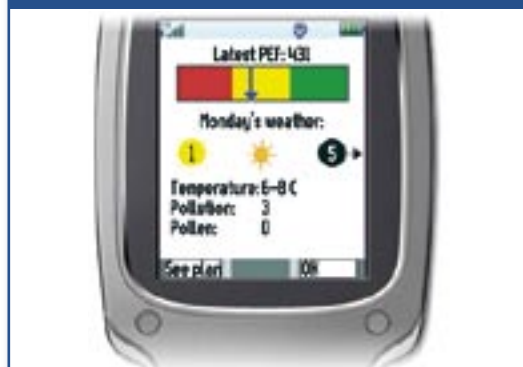 Latest PEF: 431
Monday's weather:
1 5
Temperature: 6-8 C
Pollution: 3
Pollen: 0
See plan OK